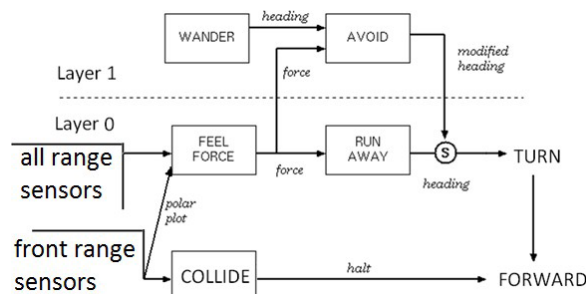 heading
WANDER
AVOID
modified
heading
Layer 1
force
Layer 0
all range
sensors
FEEL
FORCE
force
RUN
AWAY
S
heading
TURN
polar
plot
front range
sensors
COLLIDE
halt
FORWARD